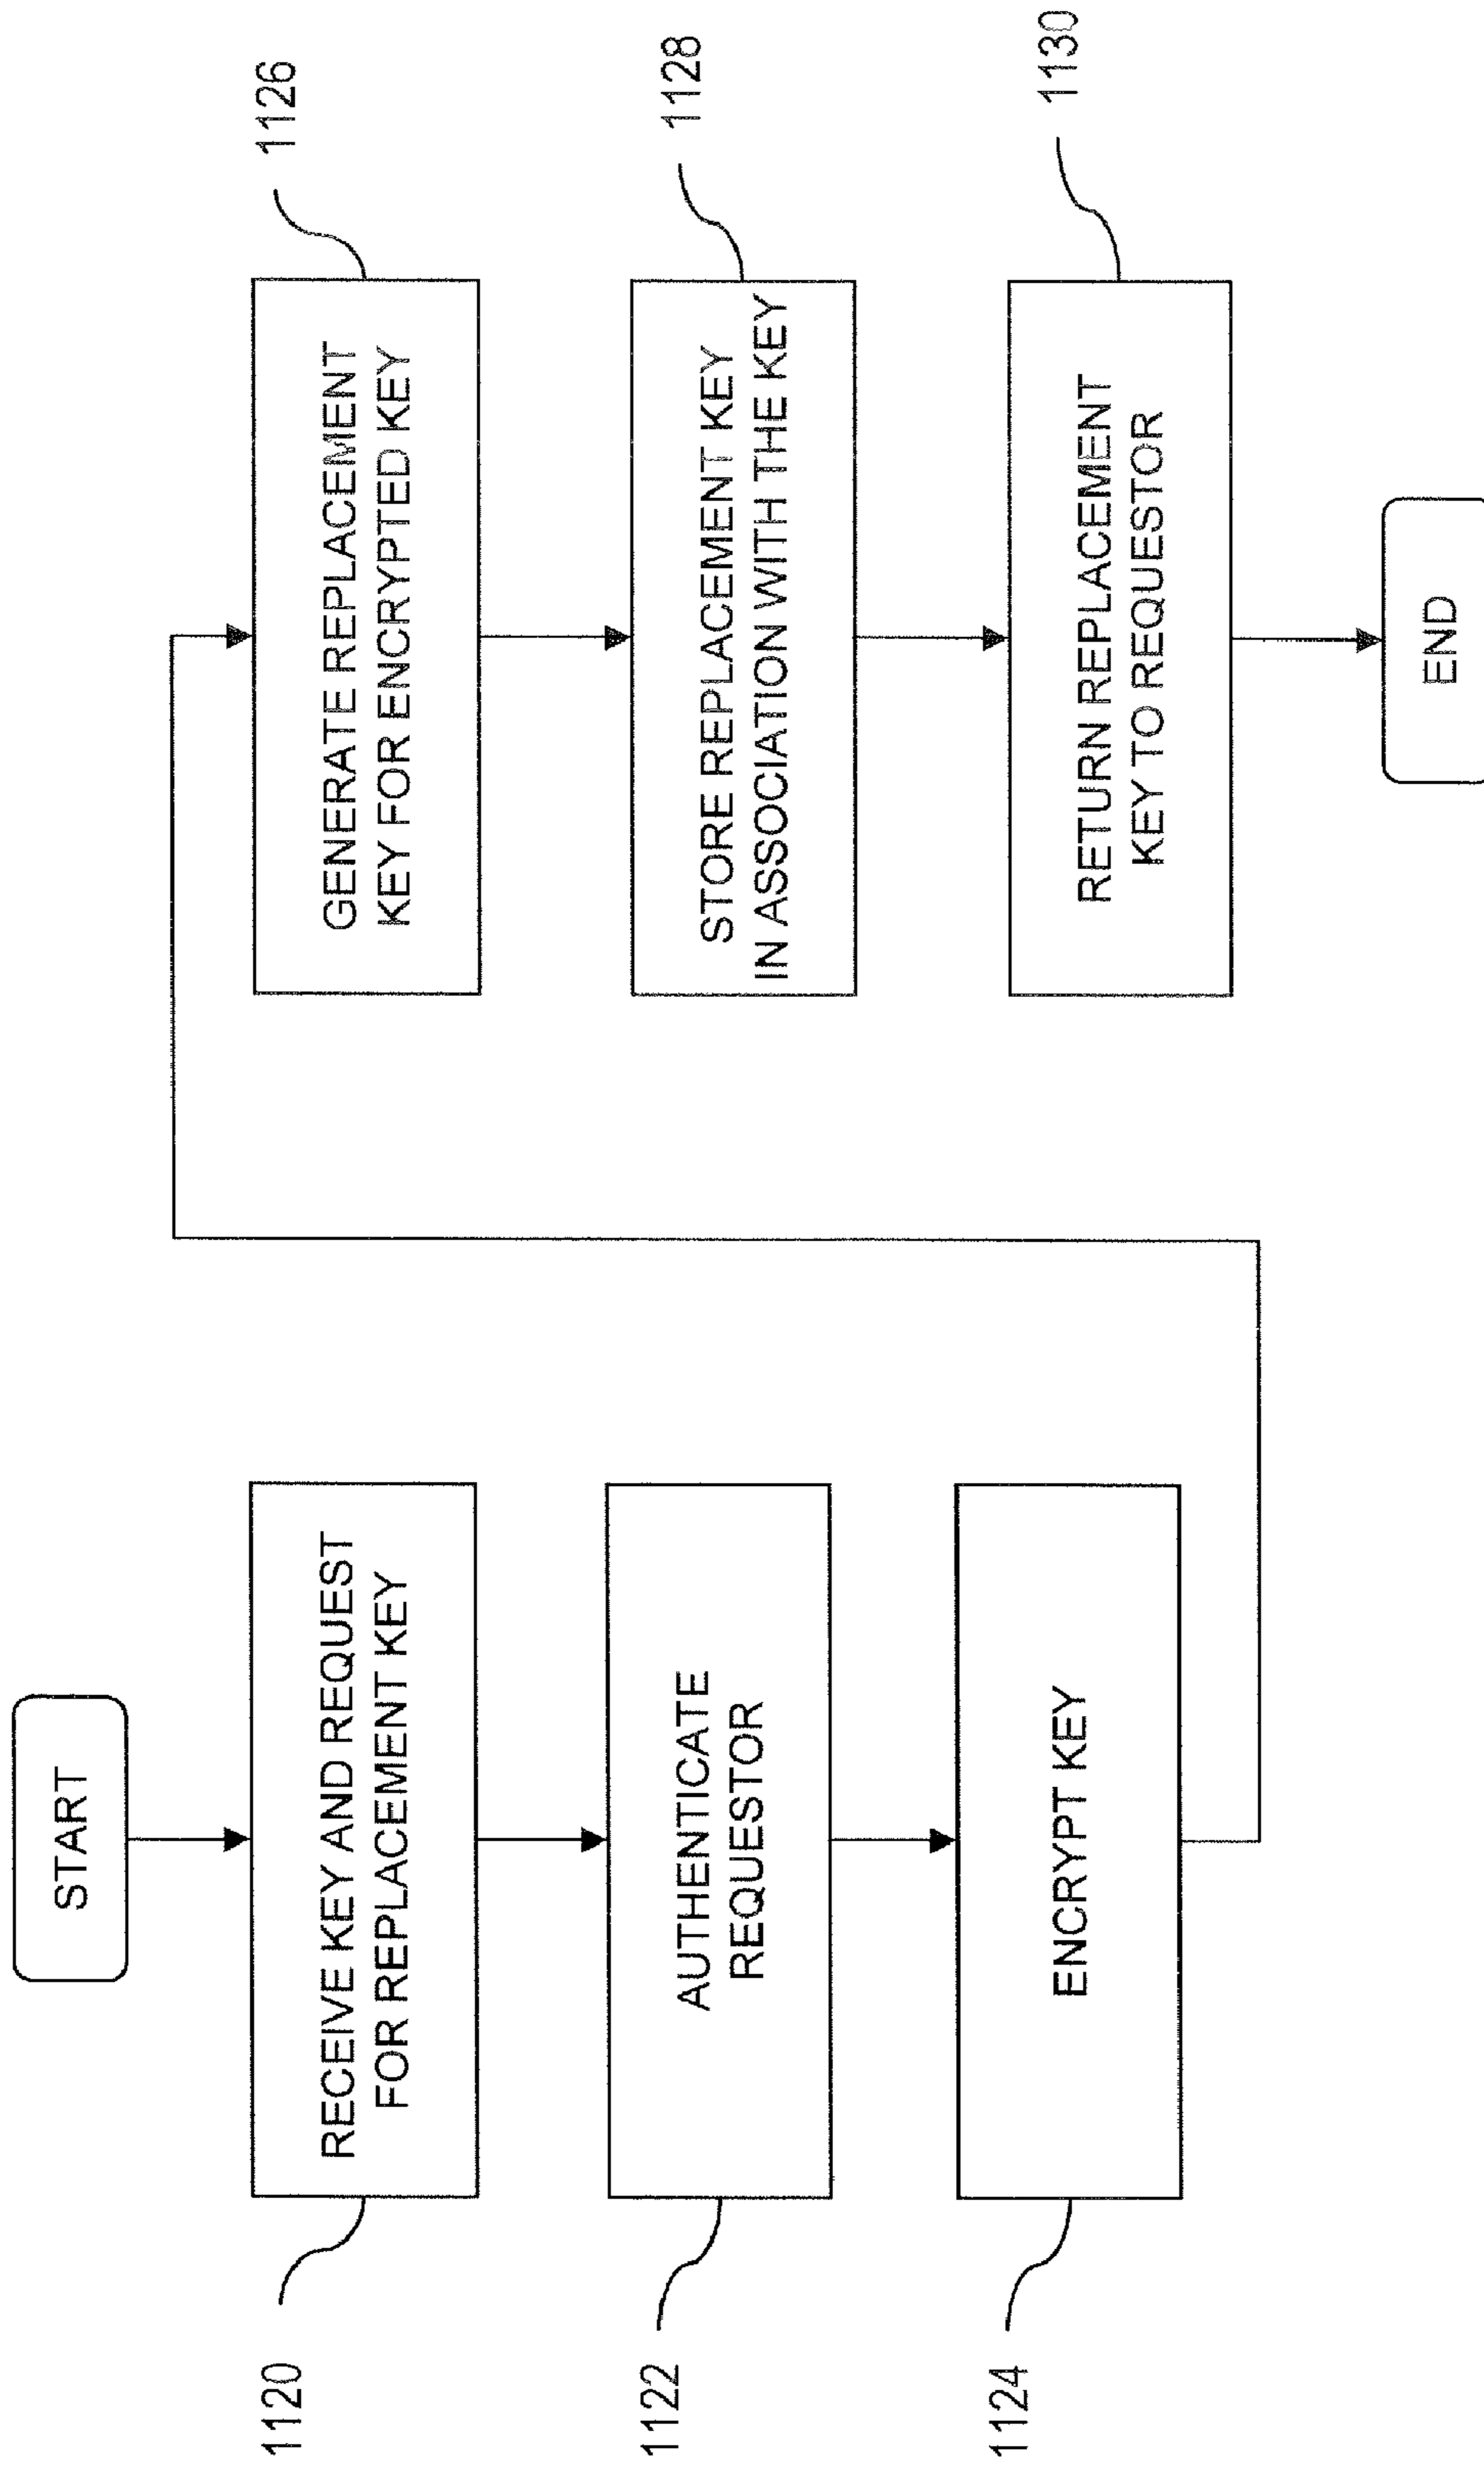 START
1120
RECEIVE KEY AND REQUEST
FOR REPLACEMENT KEY
1122
AUTHENTICATE
REQUESTOR
1124
ENCRYPT KEY
1126
GENERATE REPLACEMENT
KEY FOR ENCRYPTED KEY
1128
STORE REPLACEMENT KEY
IN ASSOCIATION WITH THE KEY
1130
RETURN REPLACEMENT
KEY TO REQUESTOR
END